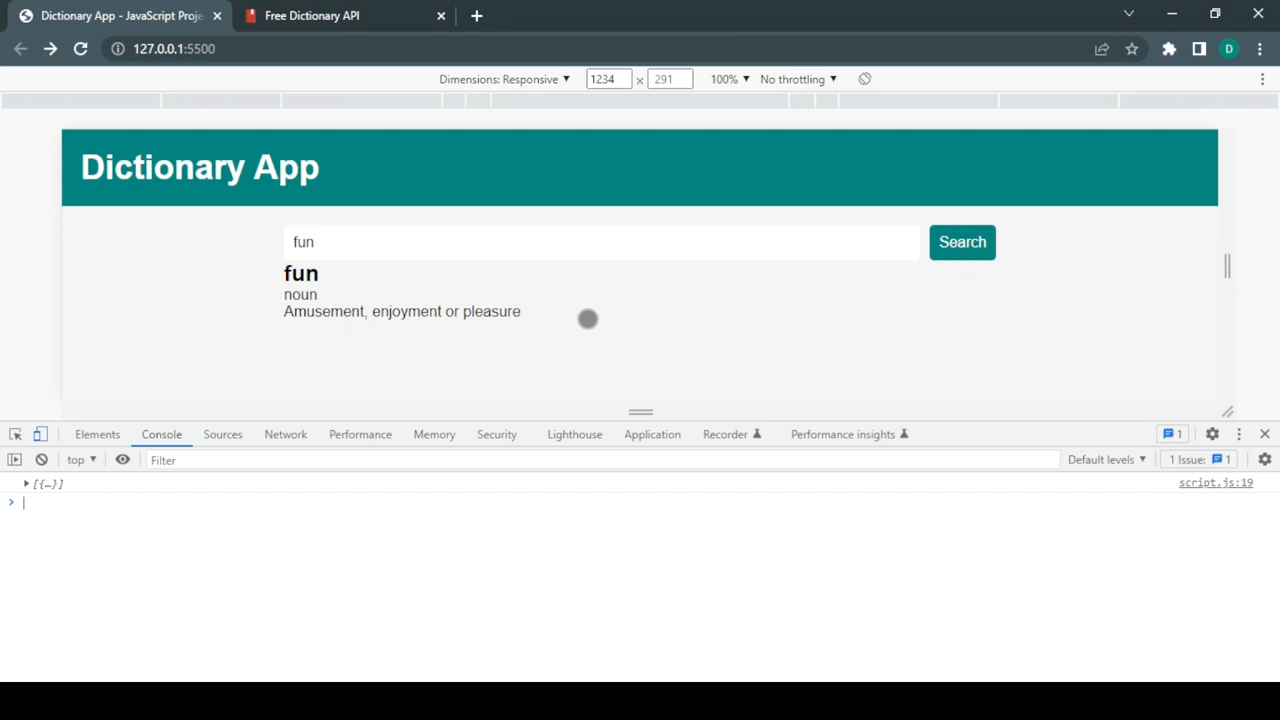 Dictionary App - JavaScript Proje
Free Dictionary API
127.0.0.1:5500
D
Dimensions: Responsive ▼ 1234 × 291 100% ▼ No throttling ▼
Dictionary App
fun
Search
fun
noun
Amusement, enjoyment or pleasure
Elements Console Sources Network Performance Memory Security Lighthouse Application Recorder Performance insights 1
top ▼ Filter Default levels ▼ 1 Issue: 1
▶ [{…}] script.js:19
>